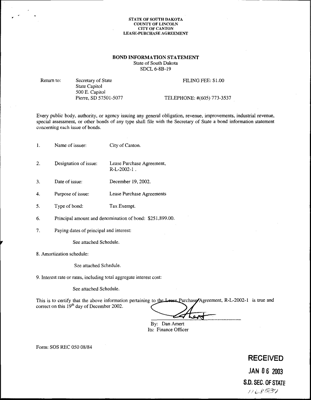 STATE OF SOUTH DAKOTA
COUNTY OF LINCOLN
CITY OF CANTON
LEASE-PURCHASE AGREEMENT
BOND INFORMATION STATEMENT
State of South Dakota
SDCL 6-8B-19
Return to: Secretary of State FILING FEE: $1.00
State Capitol
500 E. Capitol
Pierre, SD 57501-5077 TELEPHONE: #(605) 773-3537
Every public body, authority, or agency issuing any general obligation, revenue, improvements, industrial revenue,
special assessment, or other bonds of any type shall file with the Secretary of State a bond information statement
concerning each issue of bonds.
1. Name of issuer: City of Canton.
2. Designation of issue: Lease Purchase Agreement,
R-L-2002-1 .
3. Date of issue: December 19, 2002.
4. Purpose of issue: Lease Purchase Agreements
5. Type of bond: Tax Exempt.
6. Principal amount and denomination of bond: $251,899.00.
7. Paying dates of principal and interest:
See attached Schedule.
8. Amortization schedule:
See attached Schedule.
9. Interest rate or rates, including total aggregate interest cost:
See attached Schedule.
This is to certify that the above information pertaining to the Lease Purchase Agreement, R-L-2002-1 is true and
correct on this 19th day of December 2002.
By: Dan Amert
Its: Finance Officer
Form: SOS REC 050 08/84
RECEIVED
JAN 06 2003
S.D. SEC. OF STATE